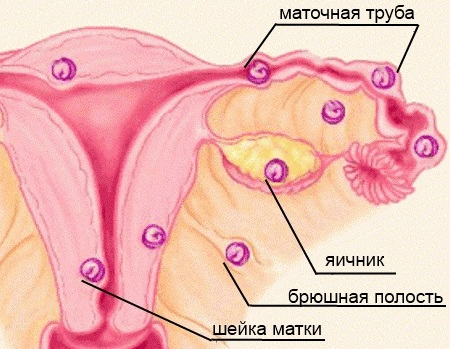 маточная труба
яичник
брюшная полость
шейка матки